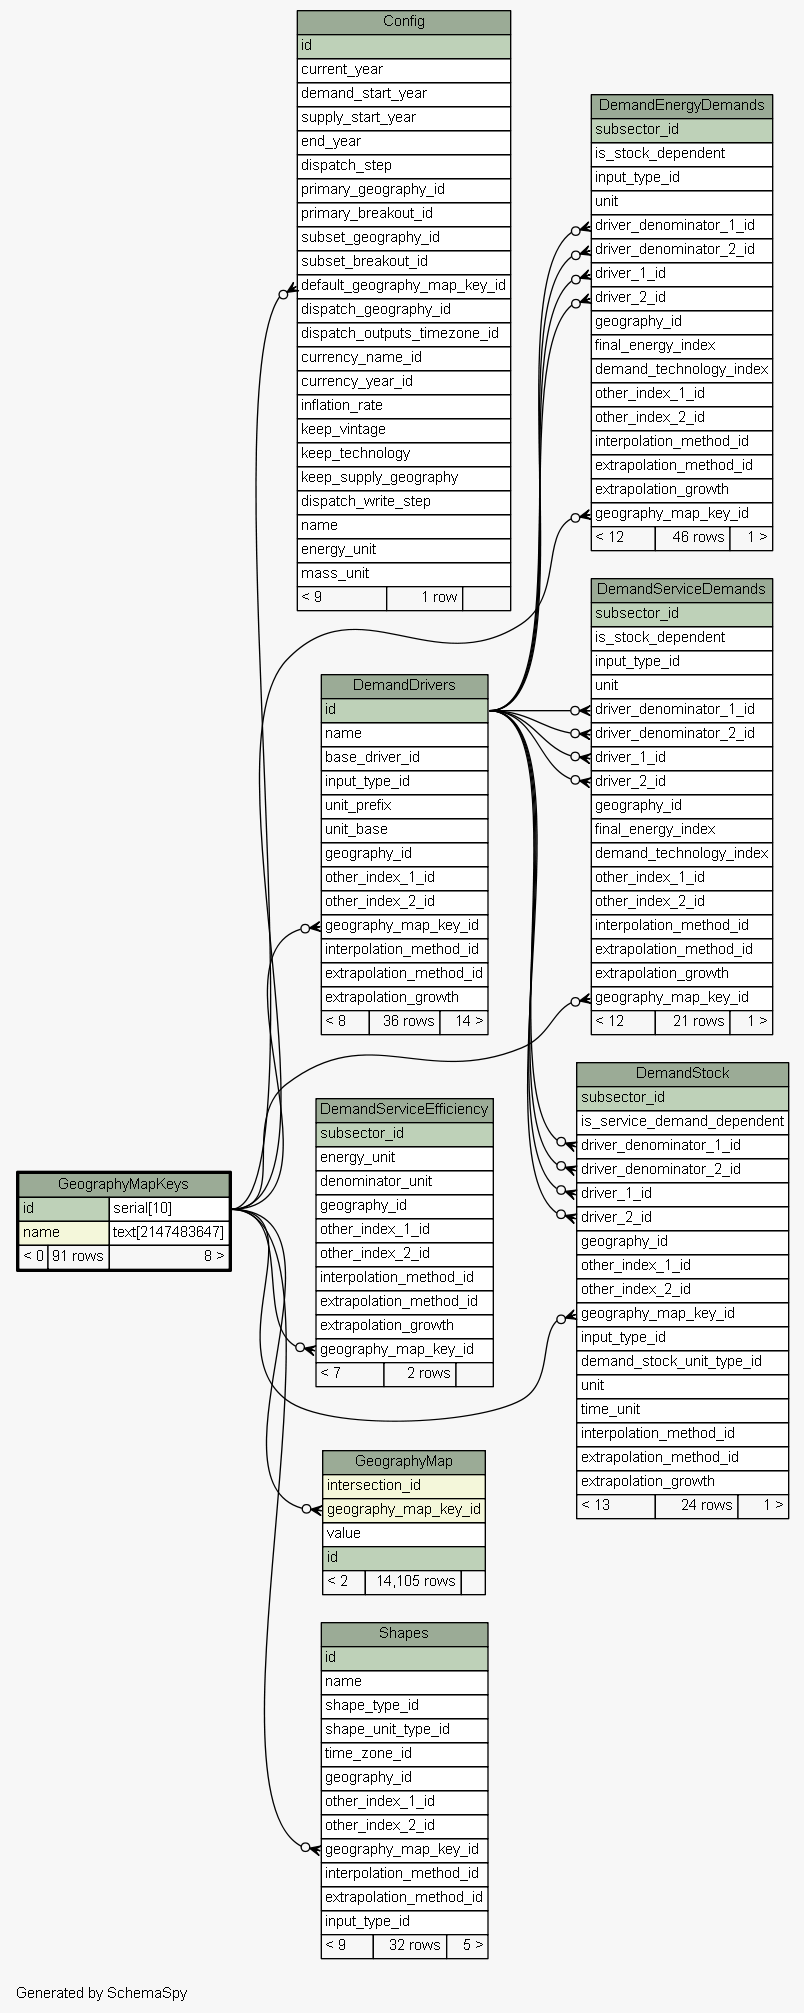 Config
id
current_year
demand_start_year
supply_start_year
end_year
dispatch_step
primary_geography_id
primary_breakout_id
subset_geography_id
subset_breakout_id
default_geography_map_key_id
dispatch_geography_id
dispatch_outputs_timezone_id
currency_name_id
currency_year_id
inflation_rate
keep_vintage
keep_technology
keep_supply_geography
dispatch_write_step
name
energy_unit
mass_unit
< 9 1 row
DemandEnergyDemands
subsector_id
is_stock_dependent
input_type_id
unit
driver_denominator_1_id
driver_denominator_2_id
driver_1_id
driver_2_id
geography_id
final_energy_index
demand_technology_index
other_index_1_id
other_index_2_id
interpolation_method_id
extrapolation_method_id
extrapolation_growth
geography_map_key_id
< 12 46 rows 1 >
DemandServiceDemands
subsector_id
is_stock_dependent
input_type_id
unit
driver_denominator_1_id
driver_denominator_2_id
driver_1_id
driver_2_id
geography_id
final_energy_index
demand_technology_index
other_index_1_id
other_index_2_id
interpolation_method_id
extrapolation_method_id
extrapolation_growth
geography_map_key_id
< 12 21 rows 1 >
DemandDrivers
id
name
base_driver_id
input_type_id
unit_prefix
unit_base
geography_id
other_index_1_id
other_index_2_id
geography_map_key_id
interpolation_method_id
extrapolation_method_id
extrapolation_growth
< 8 36 rows 14 >
DemandStock
subsector_id
is_service_demand_dependent
driver_denominator_1_id
driver_denominator_2_id
driver_1_id
driver_2_id
geography_id
other_index_1_id
other_index_2_id
geography_map_key_id
input_type_id
demand_stock_unit_type_id
unit
time_unit
interpolation_method_id
extrapolation_method_id
extrapolation_growth
< 13 24 rows 1 >
DemandServiceEfficiency
subsector_id
energy_unit
denominator_unit
geography_id
other_index_1_id
other_index_2_id
interpolation_method_id
extrapolation_method_id
extrapolation_growth
geography_map_key_id
< 7 2 rows
GeographyMapKeys
id serial[10]
name text[2147483647]
< 0 91 rows 8 >
GeographyMap
intersection_id
geography_map_key_id
value
id
< 2 14,105 rows
Shapes
id
name
shape_type_id
shape_unit_type_id
time_zone_id
geography_id
other_index_1_id
other_index_2_id
geography_map_key_id
interpolation_method_id
extrapolation_method_id
input_type_id
< 9 32 rows 5 >
Generated by SchemaSpy